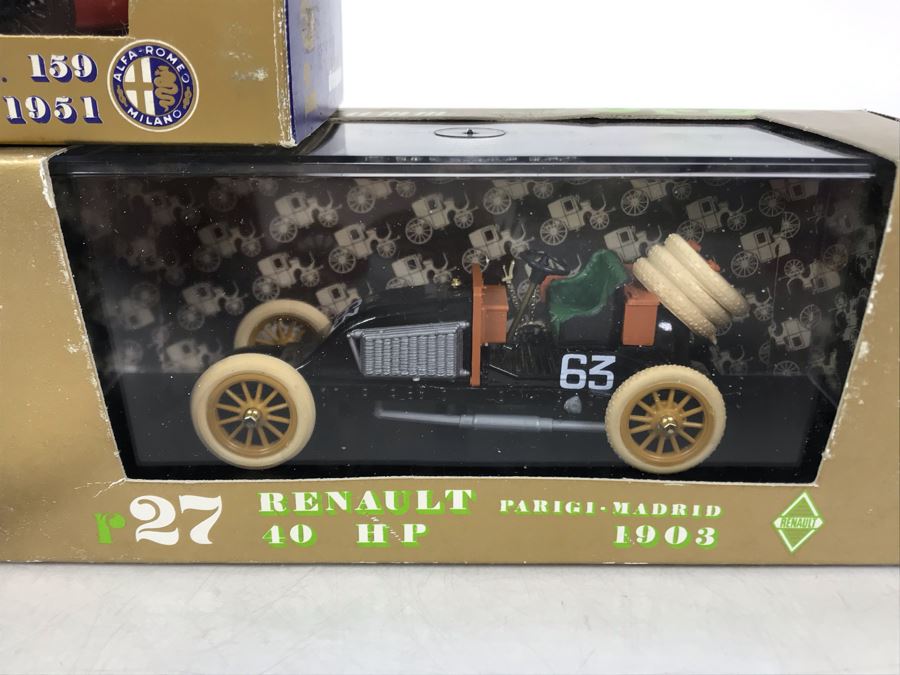 . 159
1951
ALFA-ROMEO
MILANO
63
r27 RENAULT PARIGI-MADRID
40 HP 1903
RENAULT